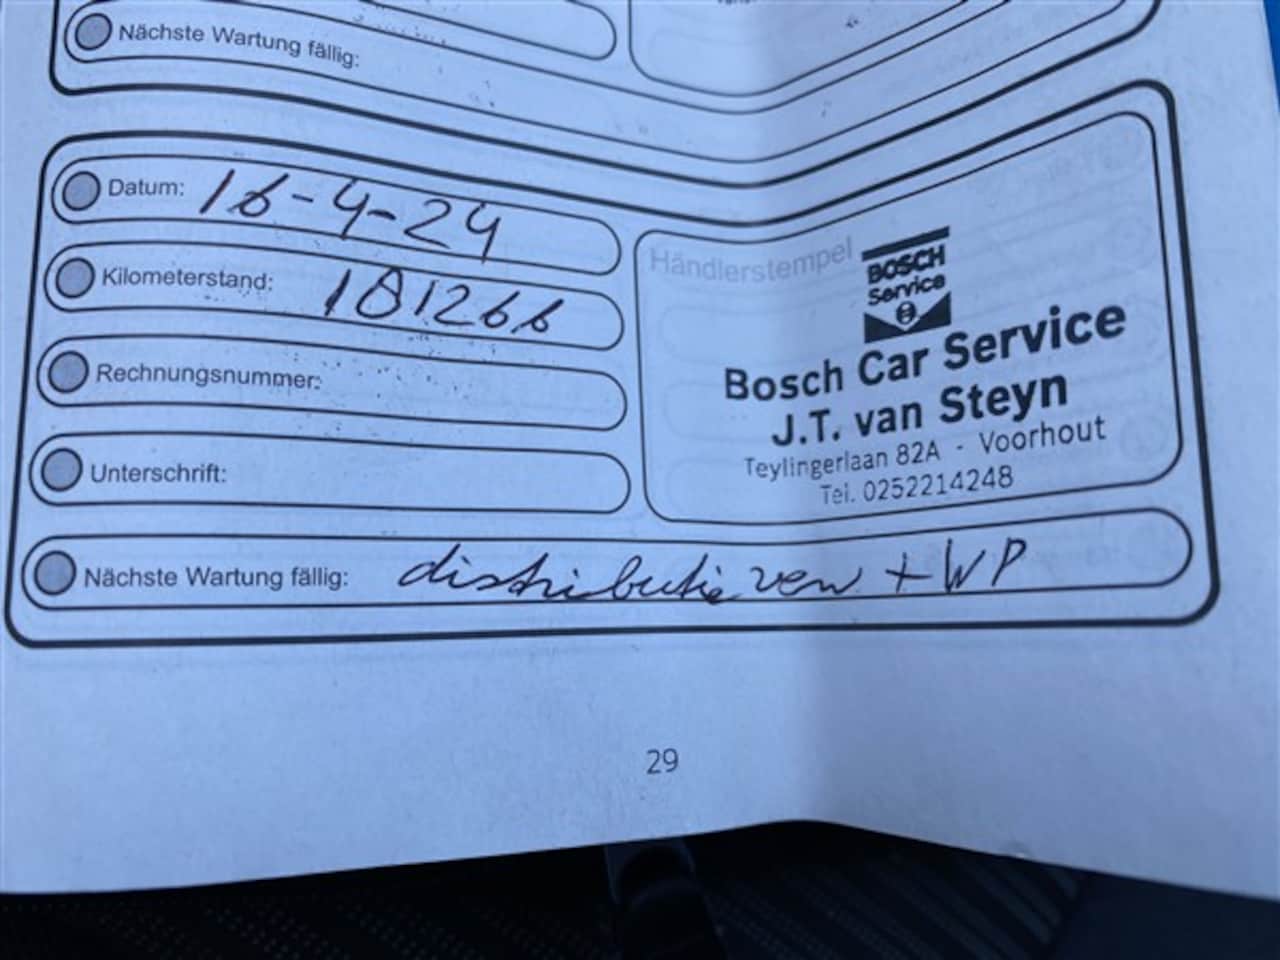 Nächste Wartung fällig:
Datum: 16-4-24
Kilometerstand: 181266
Rechnungsnummer:
Unterschrift:
Händlerstempel
BOSCH
Service
Bosch Car Service
J.T. van Steyn
Teylingerlaan 82A - Voorhout
Tel. 0252214248
Nächste Wartung fällig: distributie + WP
29